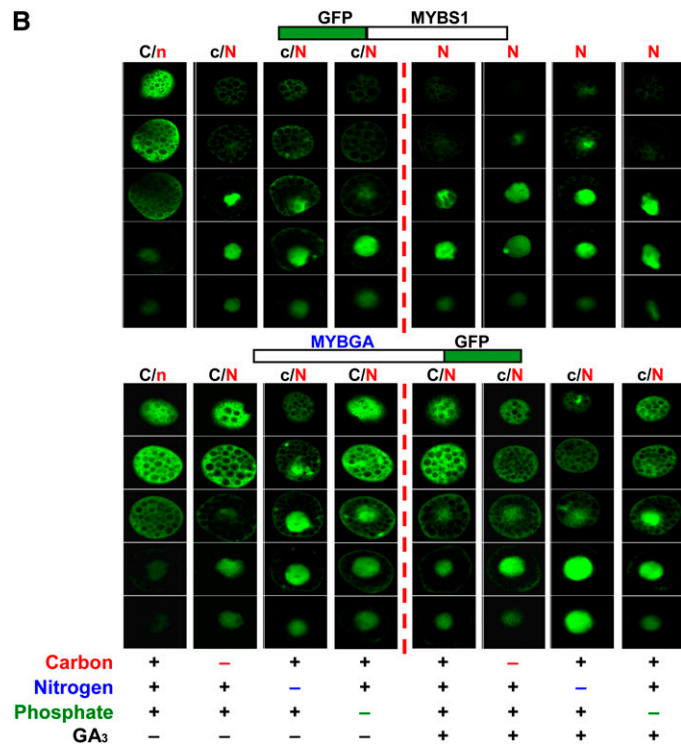 B
GFP MYBS1
C/n c/N c/N c/N N N N N
MYBGA GFP
C/n C/N c/N C/N C/N c/N c/N c/N
Carbon + − + + + − + +
Nitrogen + + − + + + − +
Phosphate + + + − + + + −
GA₃ − − − − + + + +